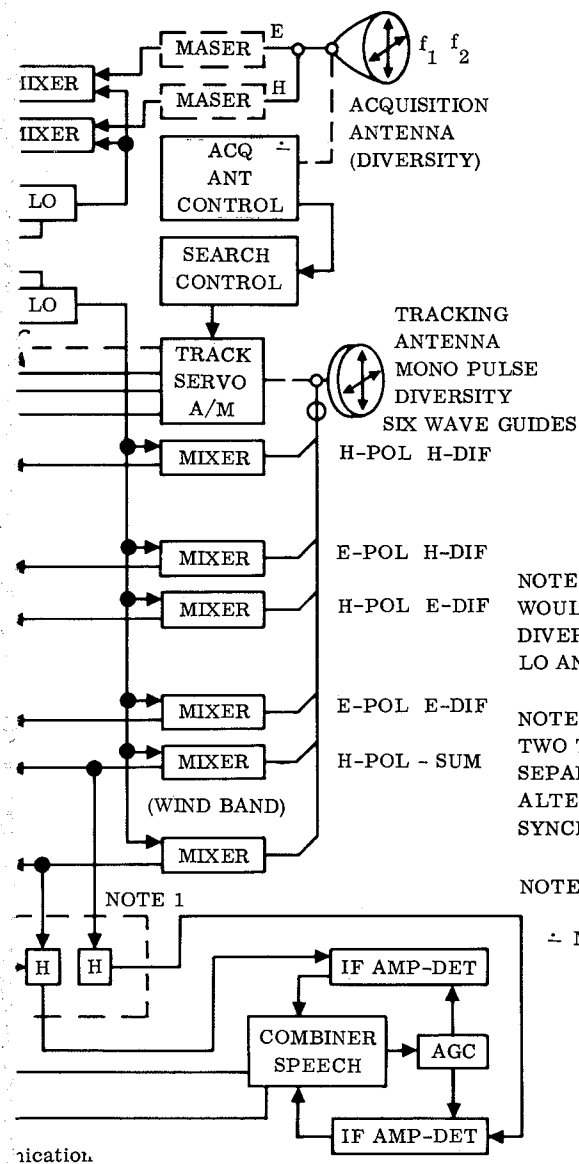 E
MASER
f1 f2
MIXER
H
MASER
ACQUISITION
ANTENNA
(DIVERSITY)
MIXER
ACQ ∸
ANT
CONTROL
LO
SEARCH
CONTROL
LO
TRACKING
ANTENNA
MONO PULSE
DIVERSITY
SIX WAVE GUIDES
TRACK
SERVO
A/M
MIXER
H-POL H-DIF
MIXER
E-POL H-DIF
MIXER
H-POL E-DIF
MIXER
E-POL E-DIF
MIXER
H-POL - SUM
(WIND BAND)
MIXER
NOTE
WOUL
DIVER
LO AN
NOTE
TWO T
SEPAR
ALTE
SYNC
NOTE
∸ N
NOTE 1
H
H
IF AMP-DET
COMBINER
SPEECH
AGC
IF AMP-DET
nication